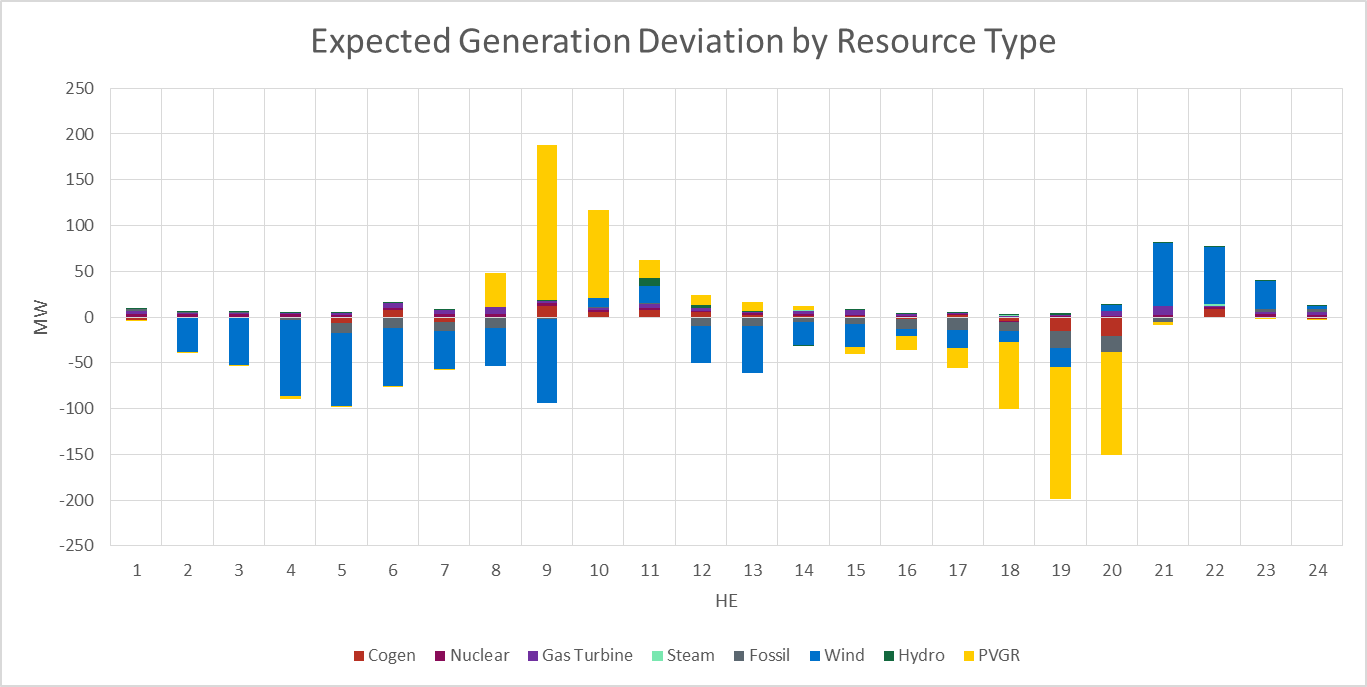 Expected Generation Deviation by Resource Type
250
200
150
100
50
0
-50
-100
-150
-200
-250
MW
1 2 3 4 5 6 7 8 9 10 11 12 13 14 15 16 17 18 19 20 21 22 23 24
HE
Cogen Nuclear Gas Turbine Steam Fossil Wind Hydro PVGR